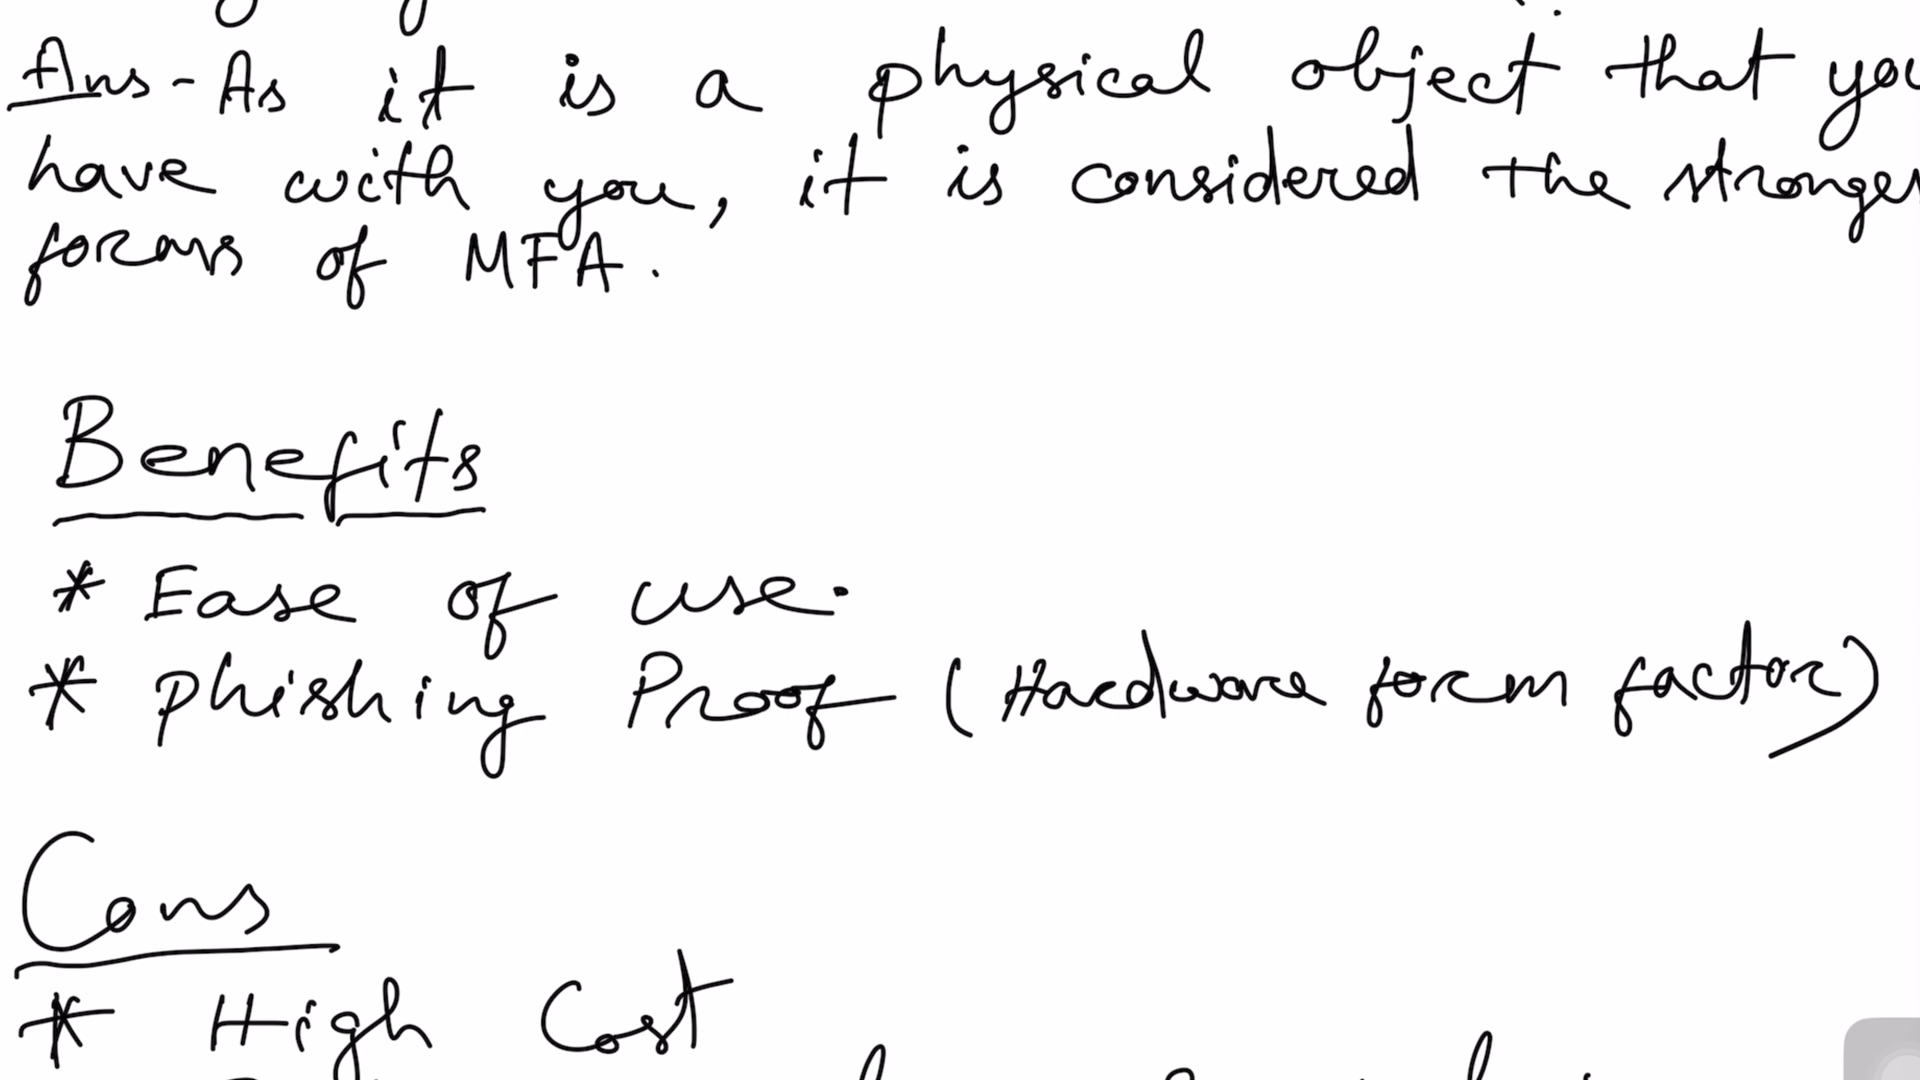 Ans - As it is a physical object that you
have with you, it is considered the
forms of MFA.
Benefits
* Ease of use.
* Phishing Proof (Hardware form factor)
Cons
* High Cost